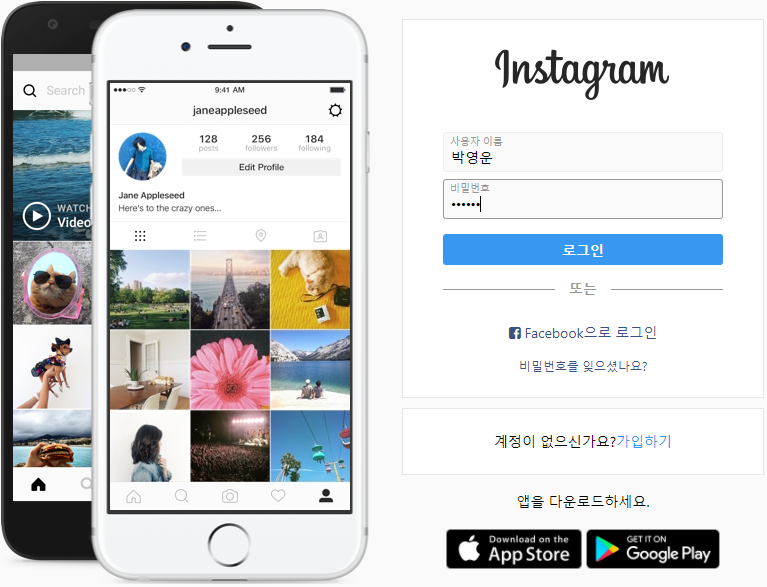 Search
WATCH
Video
9:41 AM
janeappleseed
128 256 184
posts followers following
Edit Profile
Jane Appleseed
Here's to the crazy ones...
Instagram
사용자 이름
박영운
비밀번호
••••••
로그인
또는
Facebook으로 로그인
비밀번호를 잊으셨나요?
계정이 없으신가요?가입하기
앱을 다운로드하세요.
Download on the
App Store
GET IT ON
Google Play